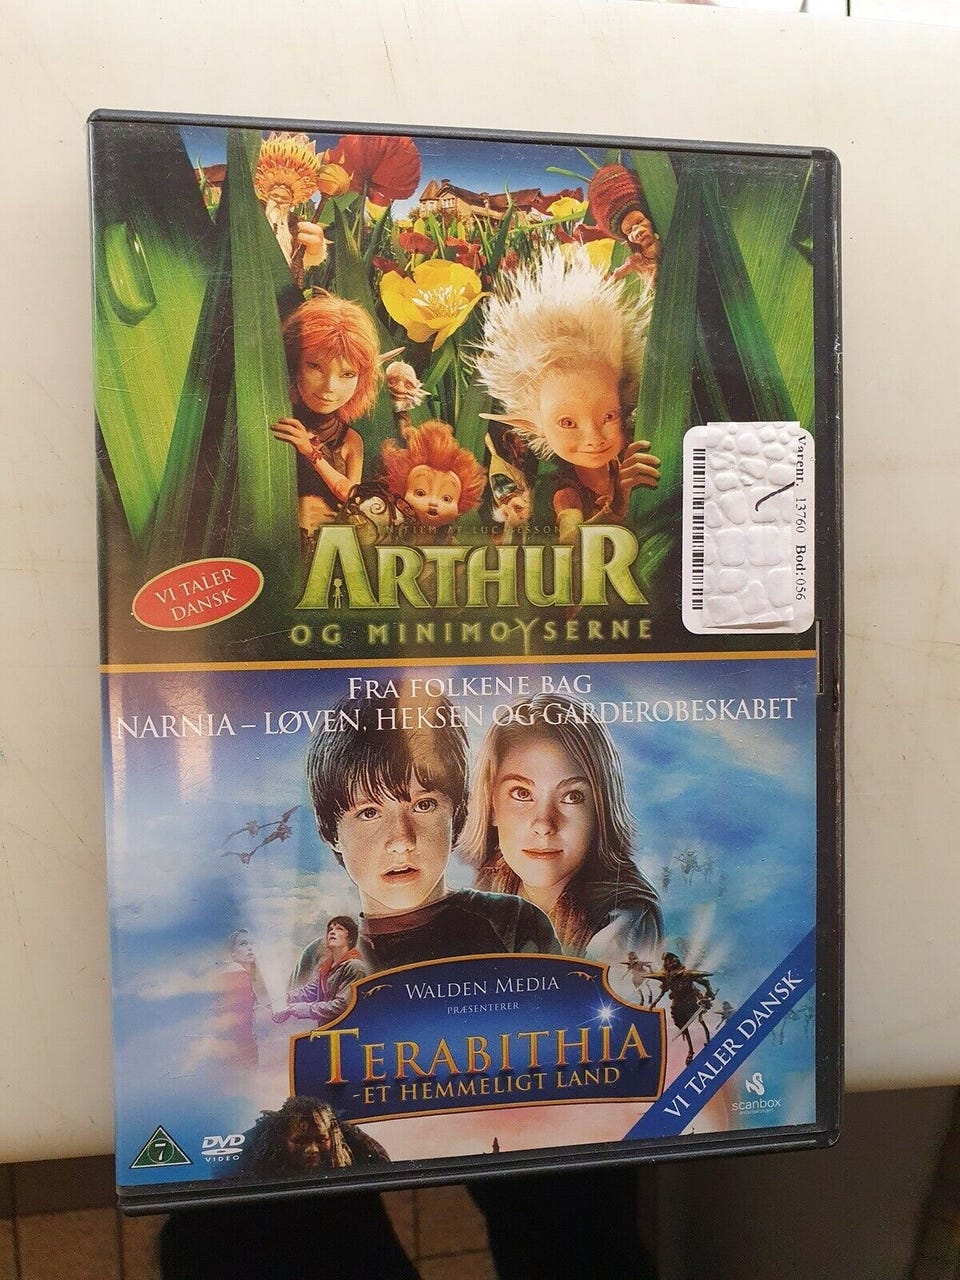 EN FILM AF LUC BESSON
ARTHUR
OG MINIMOYSERNE
VI TALER
DANSK
Varenr. 13760 Bod: 056
FRA FOLKENE BAG
NARNIA – LØVEN, HEKSEN OG GARDEROBESKABET
WALDEN MEDIA
PRÆSENTERER
TERABITHIA
-ET HEMMELIGT LAND
VI TALER DANSK
scanbox
entertainment
7
DVD
VIDEO